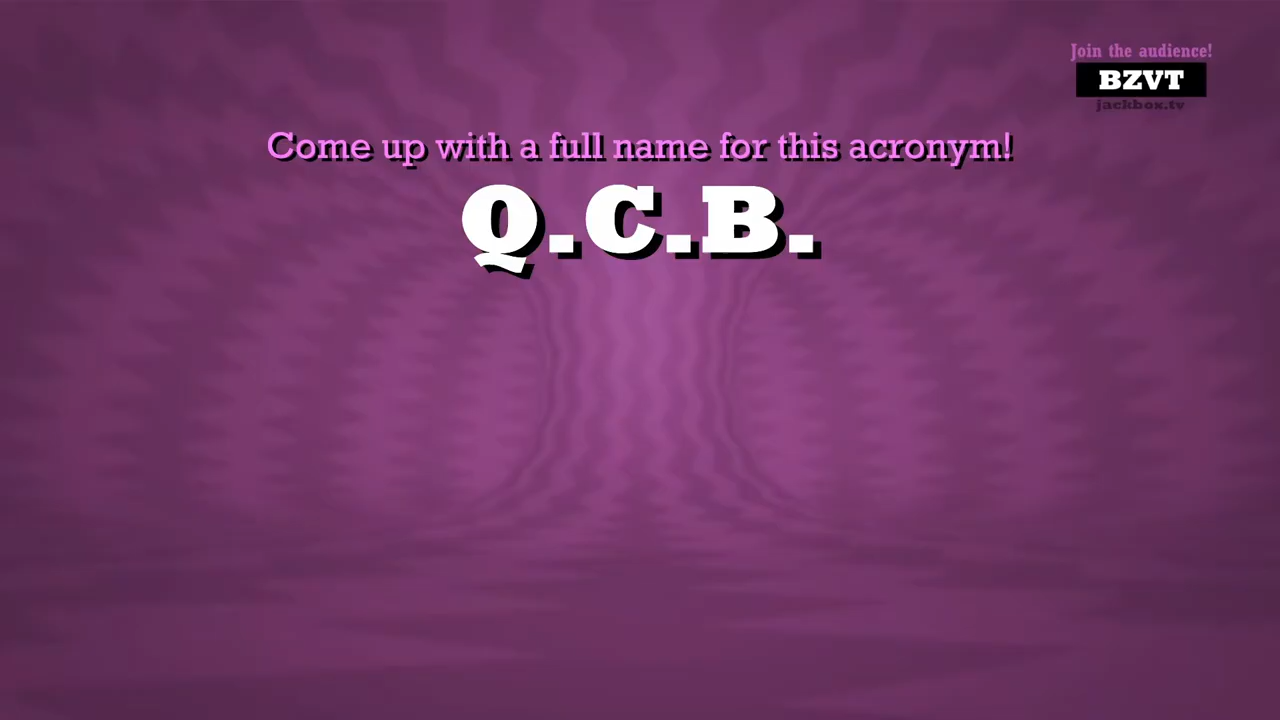 Join the audience!
BZVT
jackbox.tv
Come up with a full name for this acronym!
Q.C.B.